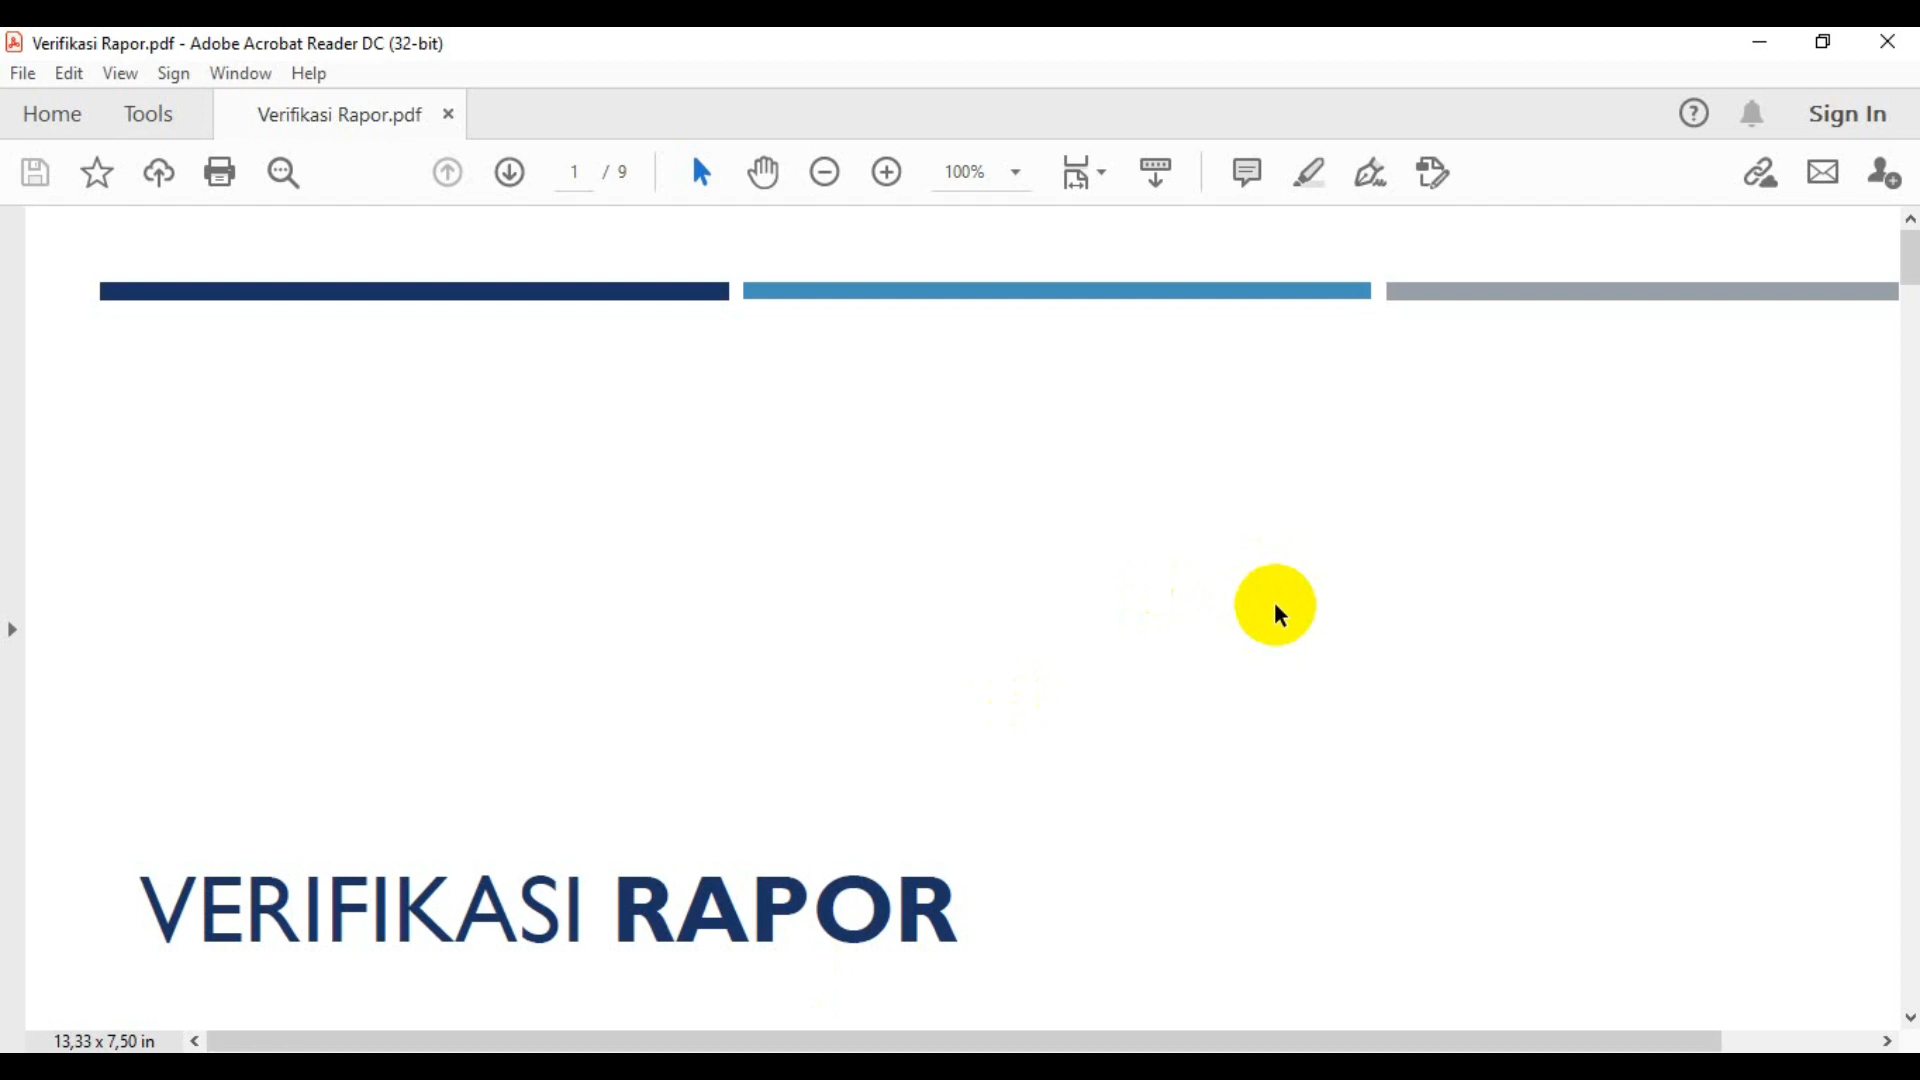 Verifikasi Rapor.pdf - Adobe Acrobat Reader DC (32-bit)
File Edit View Sign Window Help
Home Tools Verifikasi Rapor.pdf × ? Sign In
1 / 9 100%
VERIFIKASI RAPOR
13,33 x 7,50 in